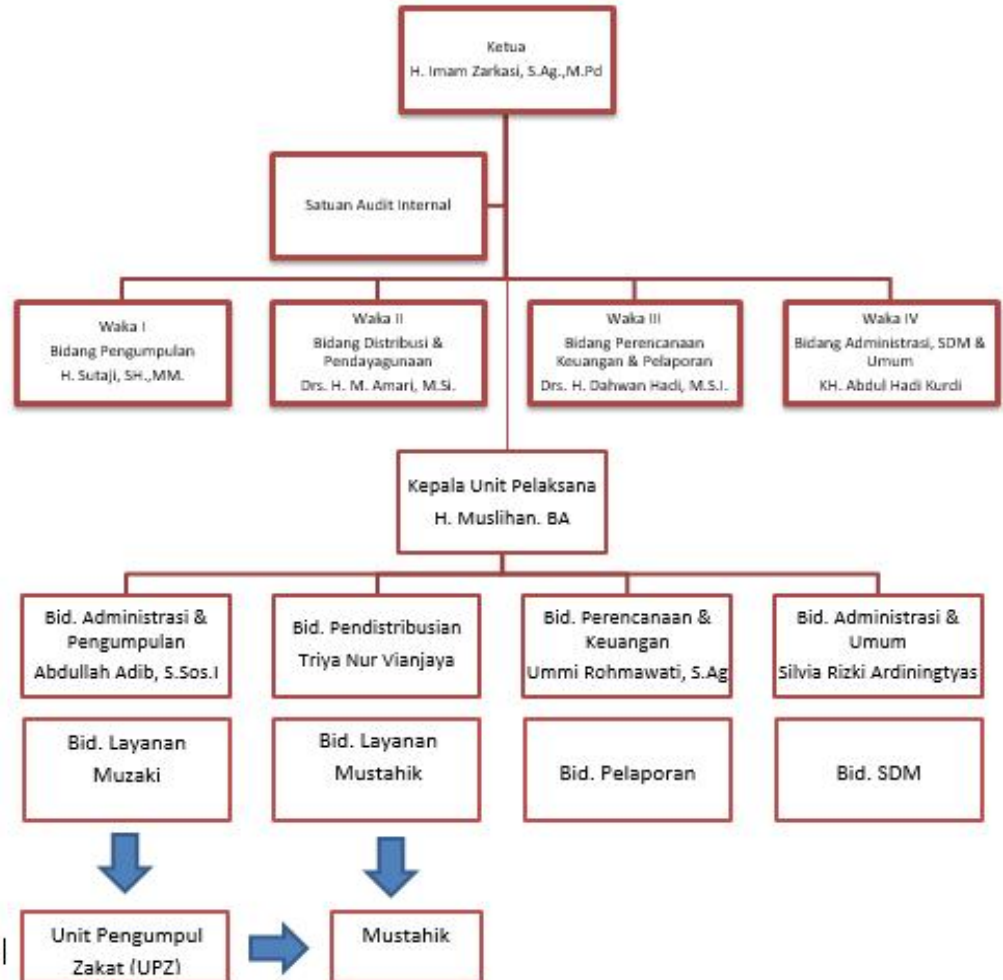 Ketua
H. Imam Zarkasi, S.Ag.,M.Pd
Satuan Audit Internal
Waka I
Bidang Pengumpulan
H. Sutaji, SH.,MM.
Waka II
Bidang Distribusi &
Pendayagunaan
Drs. H. M. Amari, M.Si.
Waka III
Bidang Perencanaan
Keuangan & Pelaporan
Drs. H. Dahwan Hadi, M.S.I.
Waka IV
Bidang Administrasi, SDM &
Umum
KH. Abdul Hadi Kurdi
Kepala Unit Pelaksana
H. Muslihan. BA
Bid. Administrasi &
Pengumpulan
Abdullah Adib, S.Sos.I
Bid. Pendistribusian
Triya Nur Vianjaya
Bid. Perencanaan &
Keuangan
Ummi Rohmawati, S.Ag
Bid. Administrasi &
Umum
Silvia Rizki Ardiningtyas
Bid. Layanan
Muzaki
Bid. Layanan
Mustahik
Bid. Pelaporan
Bid. SDM
Unit Pengumpul
Zakat (UPZ)
Mustahik